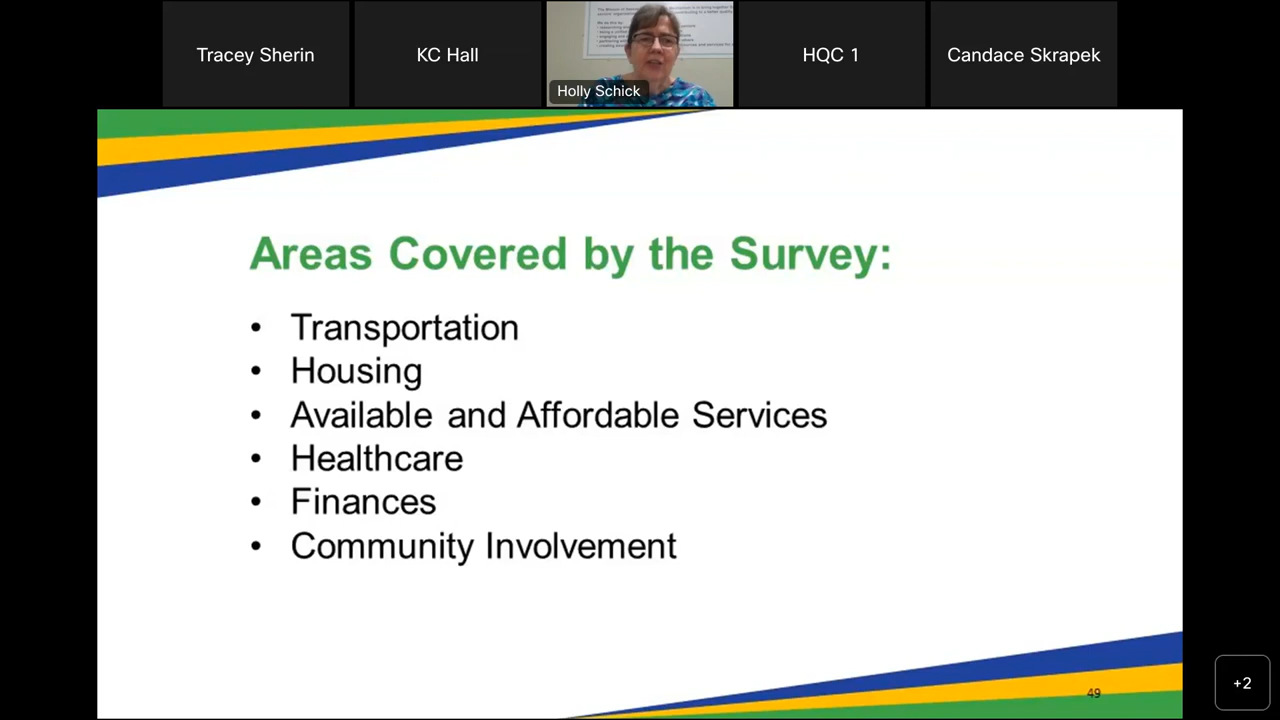 Tracey Sherin
KC Hall
Holly Schick
HQC 1
Candace Skrapek
Areas Covered by the Survey:
• Transportation
• Housing
• Available and Affordable Services
• Healthcare
• Finances
• Community Involvement
49
+2